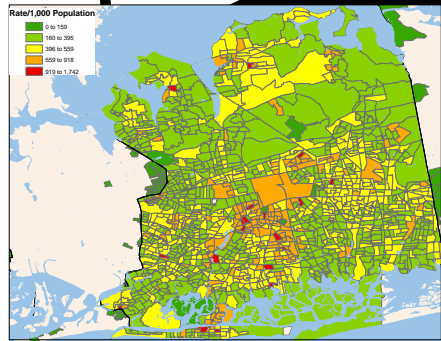 Rate/1,000 Population
0 to 159
160 to 395
396 to 559
559 to 918
919 to 1,742